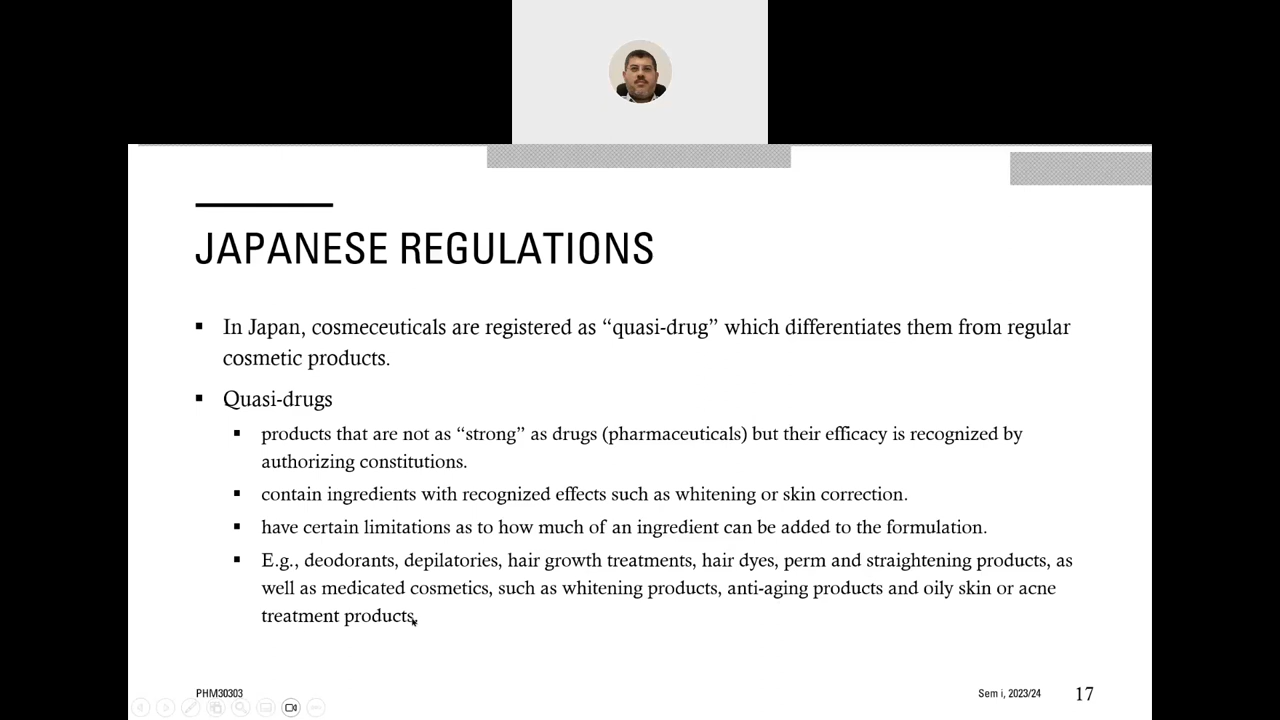 JAPANESE REGULATIONS
▪ In Japan, cosmeceuticals are registered as “quasi-drug” which differentiates them from regular
cosmetic products.
▪ Quasi-drugs
▪ products that are not as “strong” as drugs (pharmaceuticals) but their efficacy is recognized by
authorizing constitutions.
▪ contain ingredients with recognized effects such as whitening or skin correction.
▪ have certain limitations as to how much of an ingredient can be added to the formulation.
▪ E.g., deodorants, depilatories, hair growth treatments, hair dyes, perm and straightening products, as
well as medicated cosmetics, such as whitening products, anti-aging products and oily skin or acne
treatment products.
PHM30303 Sem i, 2023/24 17